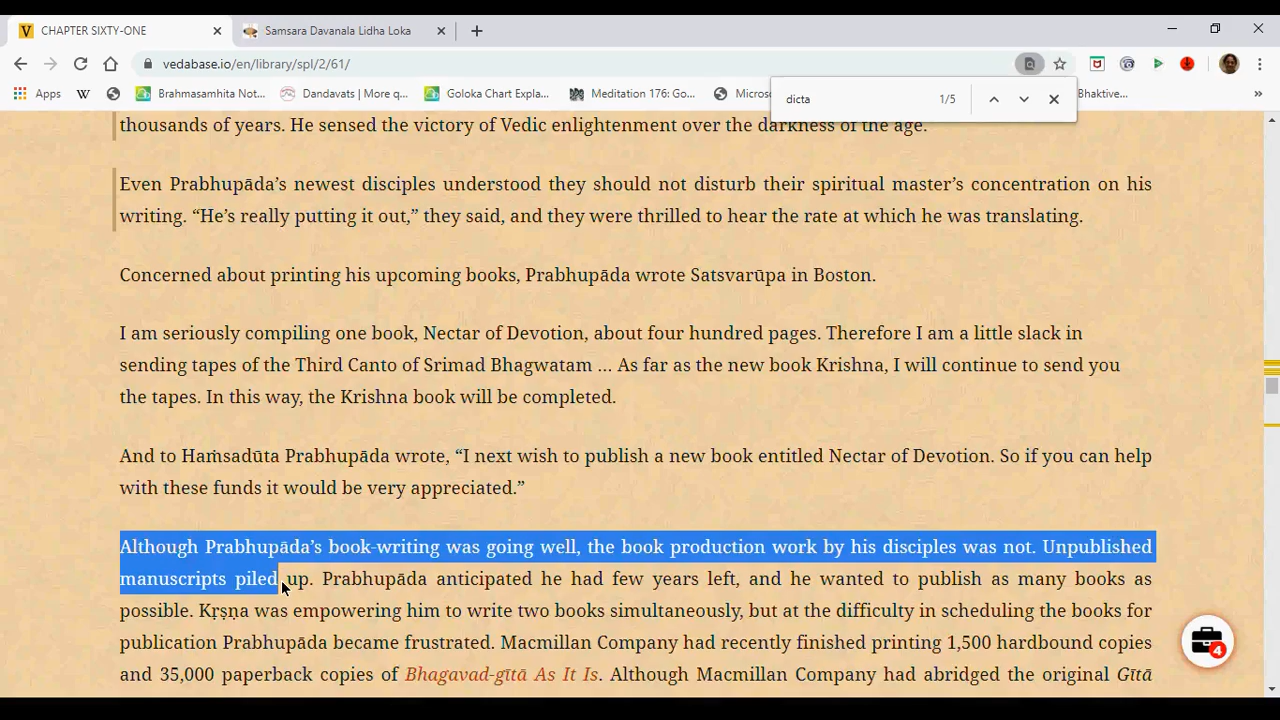 CHAPTER SIXTY-ONE
Samsara Davanala Lidha Loka
vedabase.io/en/library/spl/2/61/
Apps
Brahmasamhita Not...
Dandavats | More q...
Goloka Chart Expla...
Meditation 176: Go...
Micros
Bhaktive...
dicta 1/5
thousands of years. He sensed the victory of Vedic enlightenment over the darkness of the age.
Even Prabhupāda’s newest disciples understood they should not disturb their spiritual master’s concentration on his
writing. “He’s really putting it out,” they said, and they were thrilled to hear the rate at which he was translating.
Concerned about printing his upcoming books, Prabhupāda wrote Satsvarūpa in Boston.
I am seriously compiling one book, Nectar of Devotion, about four hundred pages. Therefore I am a little slack in
sending tapes of the Third Canto of Srimad Bhagwatam … As far as the new book Krishna, I will continue to send you
the tapes. In this way, the Krishna book will be completed.
And to Haṁsadūta Prabhupāda wrote, “I next wish to publish a new book entitled Nectar of Devotion. So if you can help
with these funds it would be very appreciated.”
Although Prabhupāda’s book-writing was going well, the book production work by his disciples was not. Unpublished
manuscripts piled up. Prabhupāda anticipated he had few years left, and he wanted to publish as many books as
possible. Kṛṣṇa was empowering him to write two books simultaneously, but at the difficulty in scheduling the books for
publication Prabhupāda became frustrated. Macmillan Company had recently finished printing 1,500 hardbound copies
and 35,000 paperback copies of Bhagavad-gītā As It Is. Although Macmillan Company had abridged the original Gītā
4